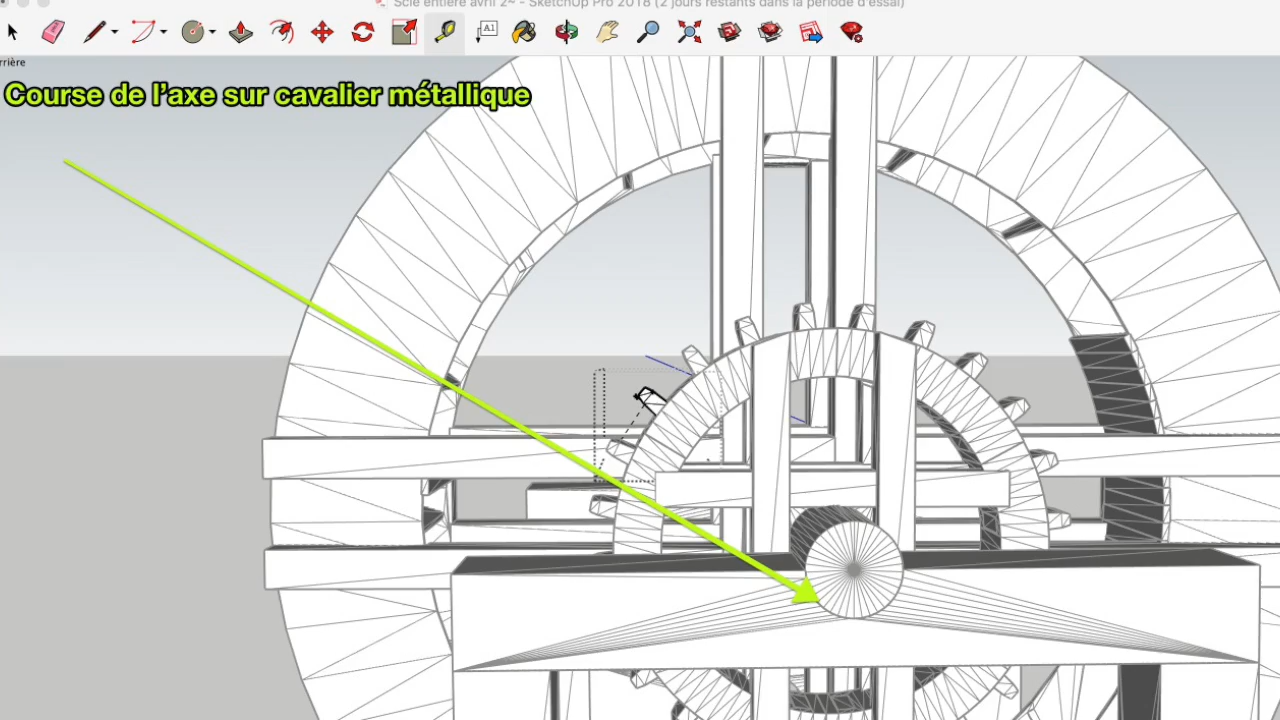 Scie entière avril 2~ - SketchUp Pro 2018 (2 jours restants dans la période d'essai)
A1
rrière
Course de l'axe sur cavalier métallique